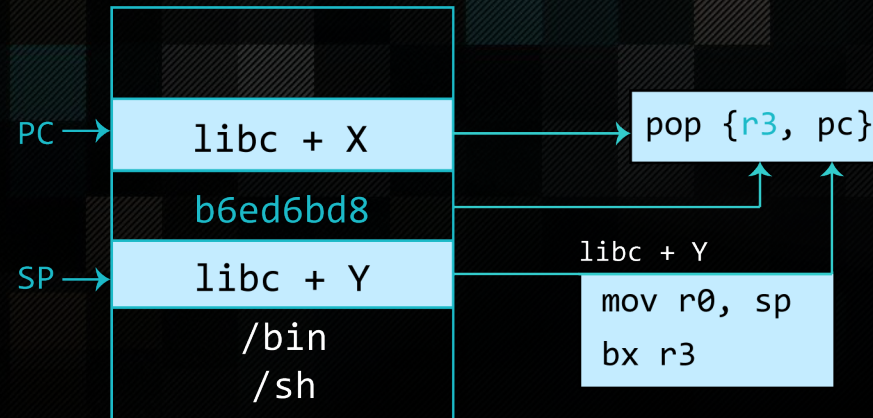 PC
libc + X
pop {r3, pc}
b6ed6bd8
libc + Y
SP
libc + Y
mov r0, sp
bx r3
/bin
/sh